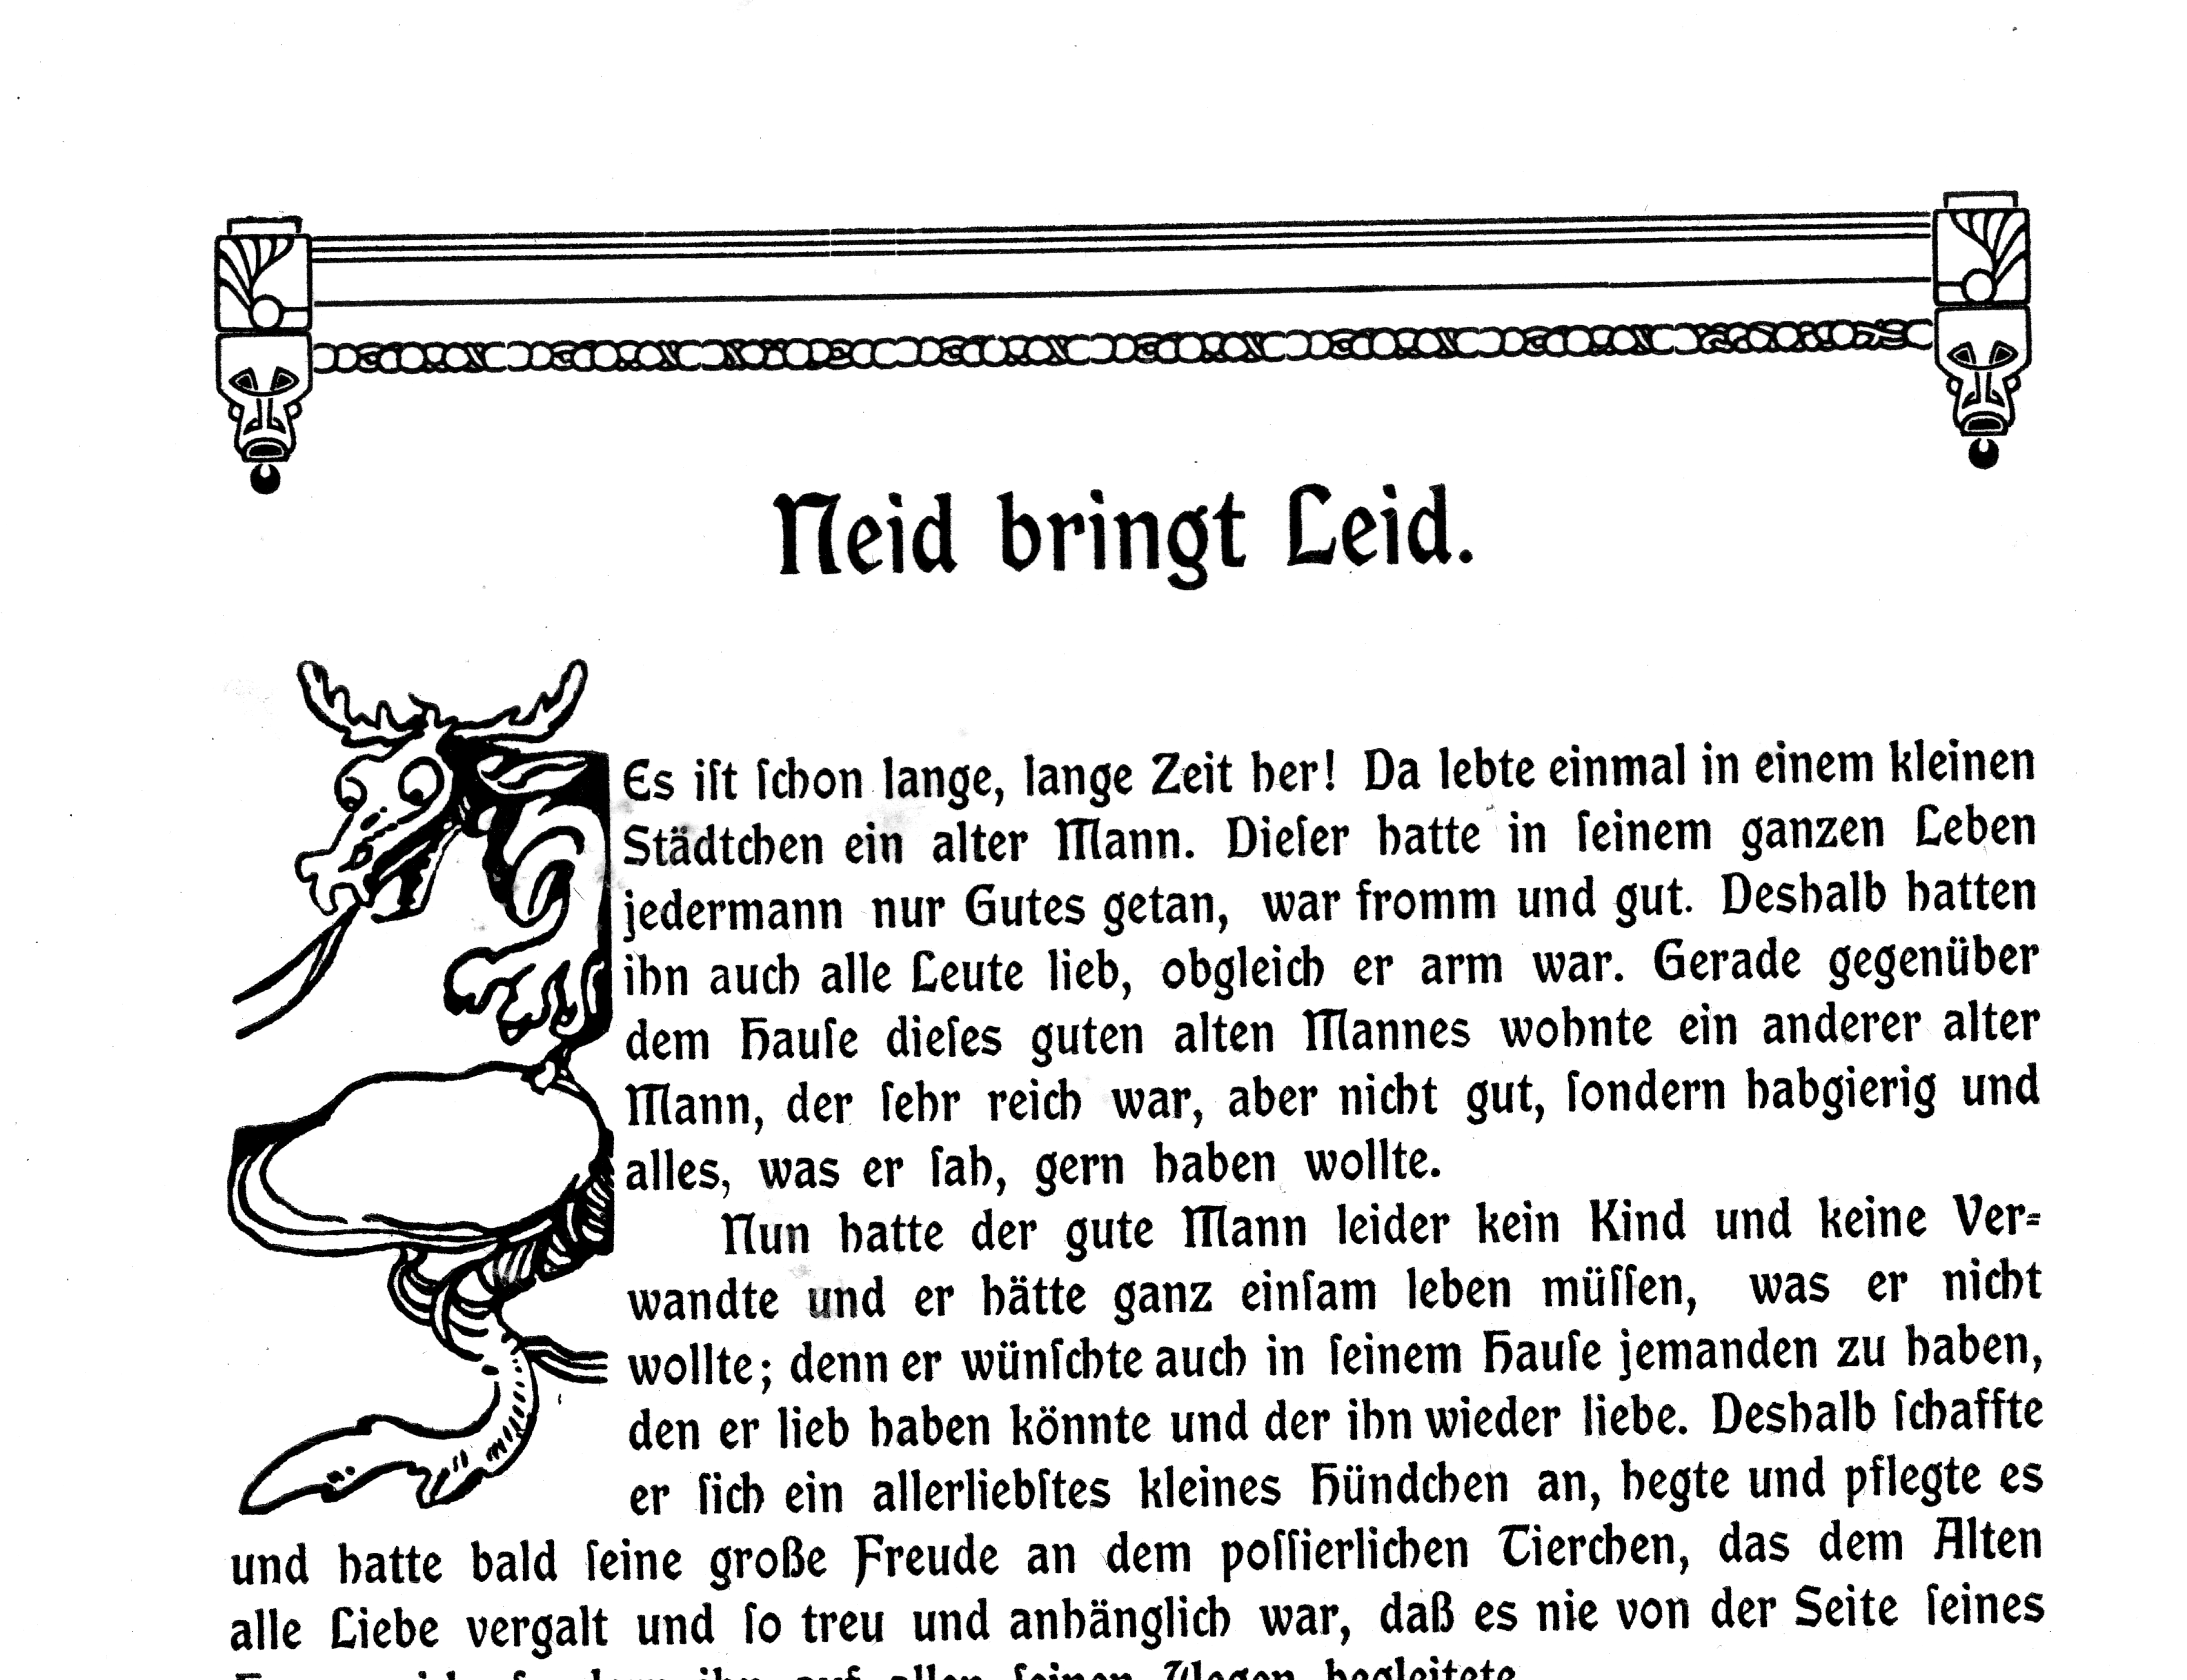 Neid bringt Leid.
Es iſt ſchon lange, lange Zeit her! Da lebte einmal in einem kleinen
Städtchen ein alter Mann. Dieſer hatte in ſeinem ganzen Leben
jedermann nur Gutes getan, war fromm und gut. Deshalb hatten
ihn auch alle Leute lieb, obgleich er arm war. Gerade gegenüber
dem Hauſe dieſes guten alten Mannes wohnte ein anderer alter
Mann, der ſehr reich war, aber nicht gut, ſondern habgierig und
alles, was er ſah, gern haben wollte.
Nun hatte der gute Mann leider kein Kind und keine Ver=
wandte und er hätte ganz einſam leben müſſen, was er nicht
wollte; denn er wünſchte auch in ſeinem Hauſe jemanden zu haben,
den er lieb haben könnte und der ihn wieder liebe. Deshalb ſchaffte
er ſich ein allerliebſtes kleines Hündchen an, hegte und pflegte es
und hatte bald ſeine große Freude an dem poſſierlichen Tierchen, das dem Alten
alle Liebe vergalt und ſo treu und anhänglich war, daß es nie von der Seite ſeines
ihn auf allen ſeinen Wegen begleitete